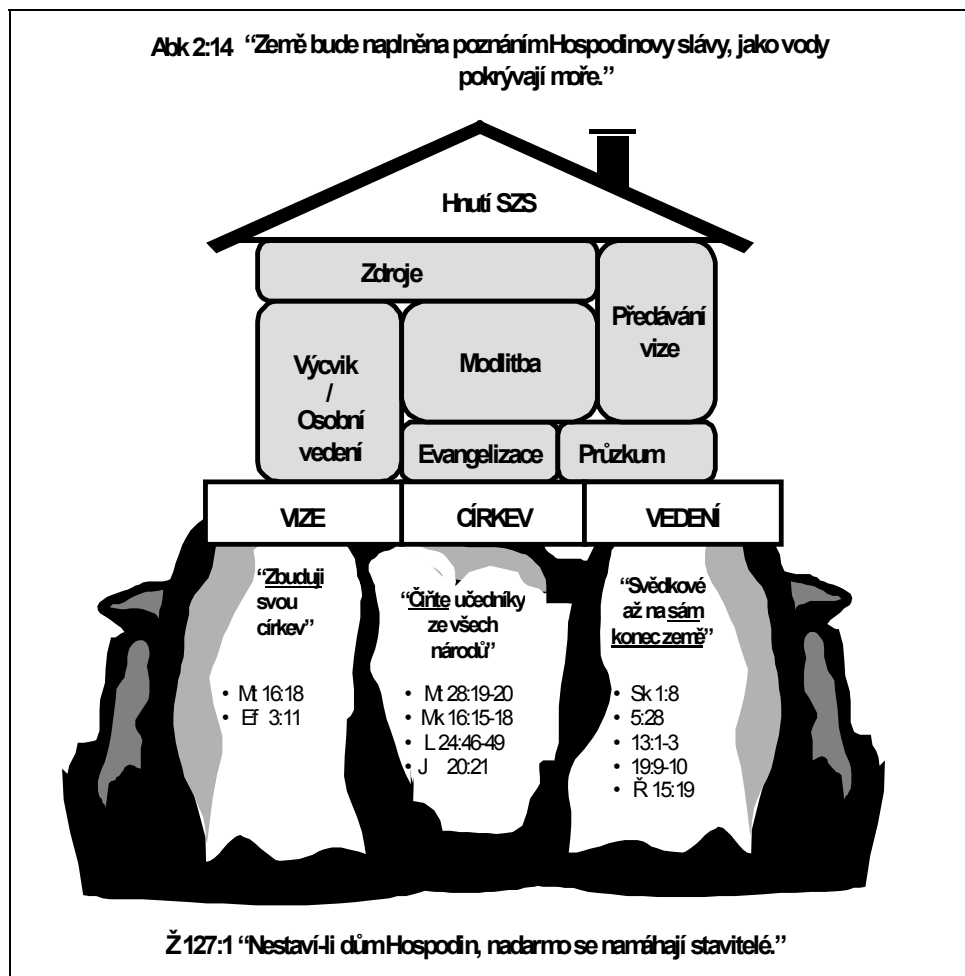 Abk 2:14 “Země bude naplněna poznáním Hospodinovy slávy, jako vody
pokrývají moře.”
Hnutí SZS
Zdroje
Předávání
vize
Výcvik
/
Osobní
vedení
Modlitba
Evangelizace
Průzkum
VIZE
CÍRKEV
VEDENÍ
“Zbuduji
svou
církev”
• Mt 16:18
• Ef 3:11
“Čiňte učedníky
ze všech
národů”
• Mt 28:19-20
• Mk 16:15-18
• L 24:46-49
• J 20:21
“Svědkové
až na sám
konec země”
• Sk 1:8
• 5:28
• 13:1-3
• 19:9-10
• Ř 15:19
Ž 127:1 “Nestaví-li dům Hospodin, nadarmo se namáhají stavitelé.”